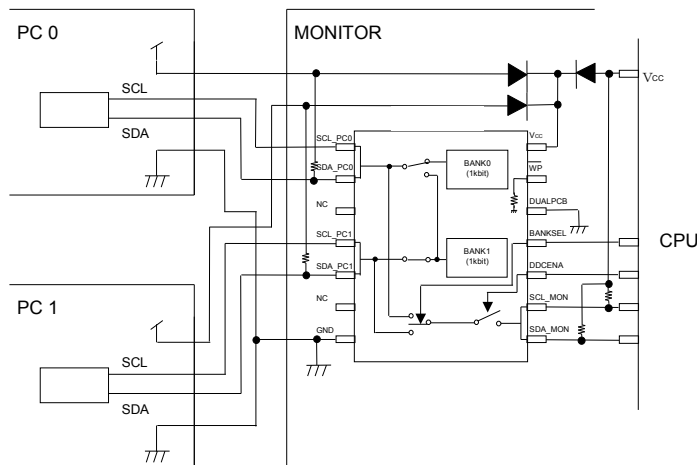 PC 0
MONITOR
SCL
SDA
Vcc
CPU
SCL_PC0
SDA_PC0
NC
SCL_PC1
SDA_PC1
NC
GND
BANK0
(1kbit)
BANK1
(1kbit)
Vcc
WP
DUALPCB
BANKSEL
DDCENA
SCL_MON
SDA_MON
PC 1
SCL
SDA